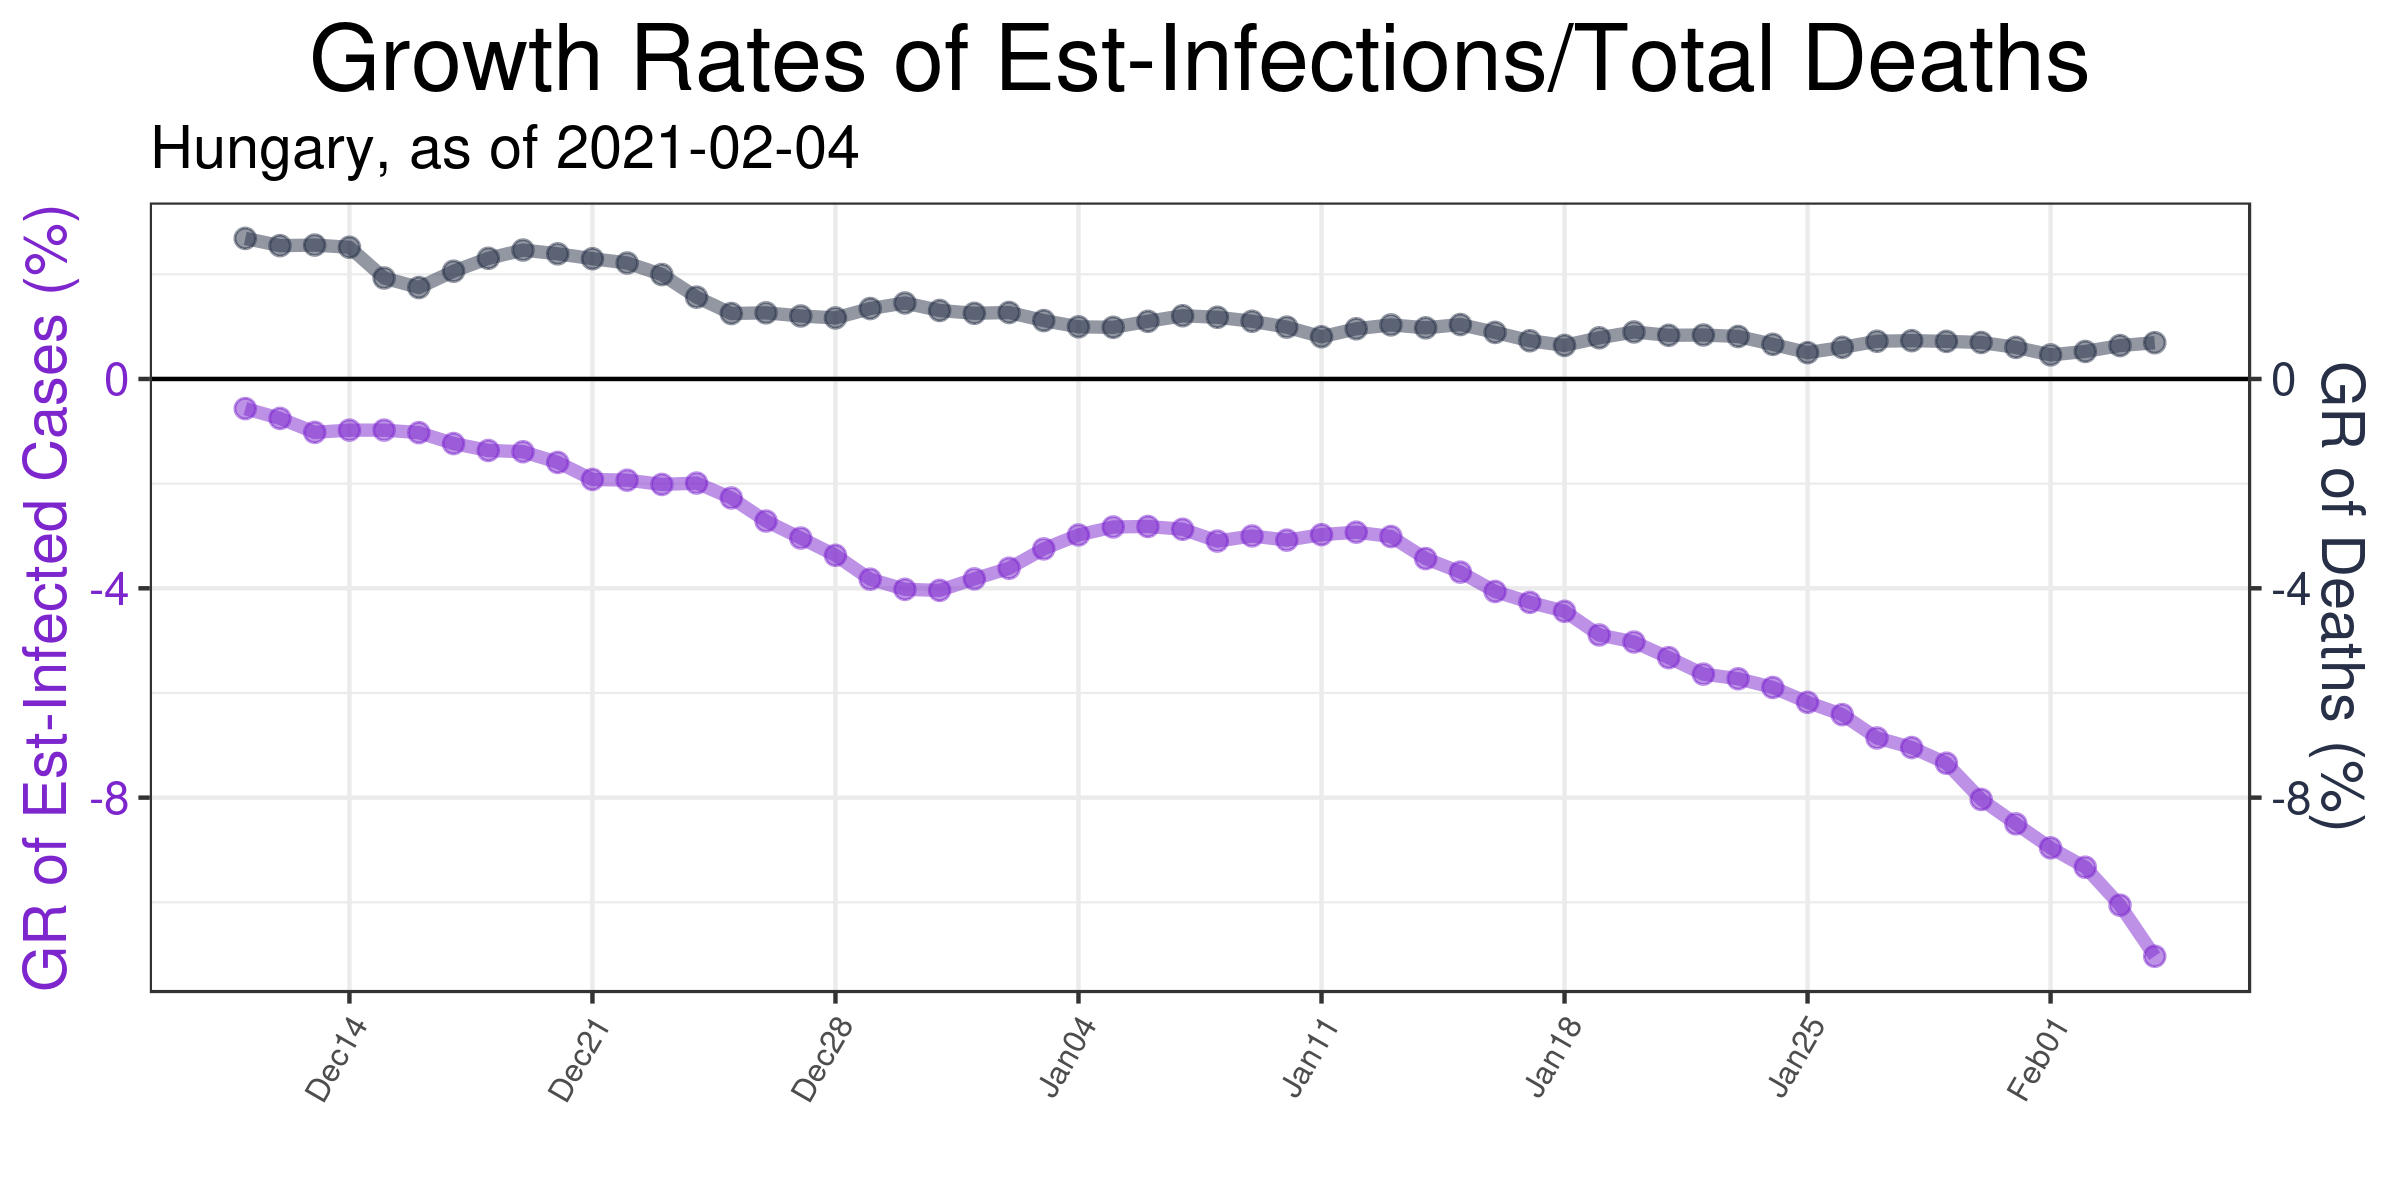 Growth Rates of Est-Infections/Total Deaths
Hungary, as of 2021-02-04
GR of Est-Infected Cases (%)
0
-4
-8
0
-4
-8
GR of Deaths (%)
Dec14
Dec21
Dec28
Jan04
Jan11
Jan18
Jan25
Feb01